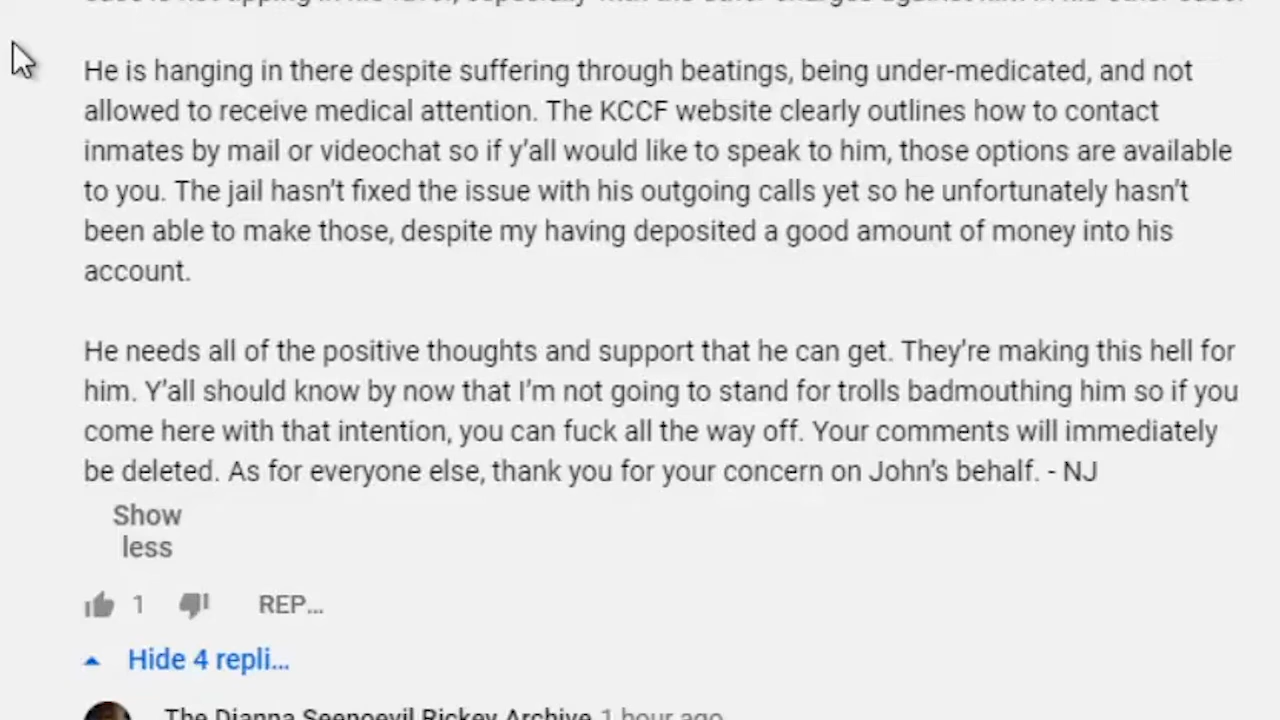 He is hanging in there despite suffering through beatings, being under-medicated, and not
allowed to receive medical attention. The KCCF website clearly outlines how to contact
inmates by mail or videochat so if y'all would like to speak to him, those options are available
to you. The jail hasn't fixed the issue with his outgoing calls yet so he unfortunately hasn't
been able to make those, despite my having deposited a good amount of money into his
account.
He needs all of the positive thoughts and support that he can get. They're making this hell for
him. Y'all should know by now that I'm not going to stand for trolls badmouthing him so if you
come here with that intention, you can fuck all the way off. Your comments will immediately
be deleted. As for everyone else, thank you for your concern on John's behalf. - NJ
Show
less
1 REP...
Hide 4 repli...
The Dianna Seenoevil Rickey Archive 1 hour ago